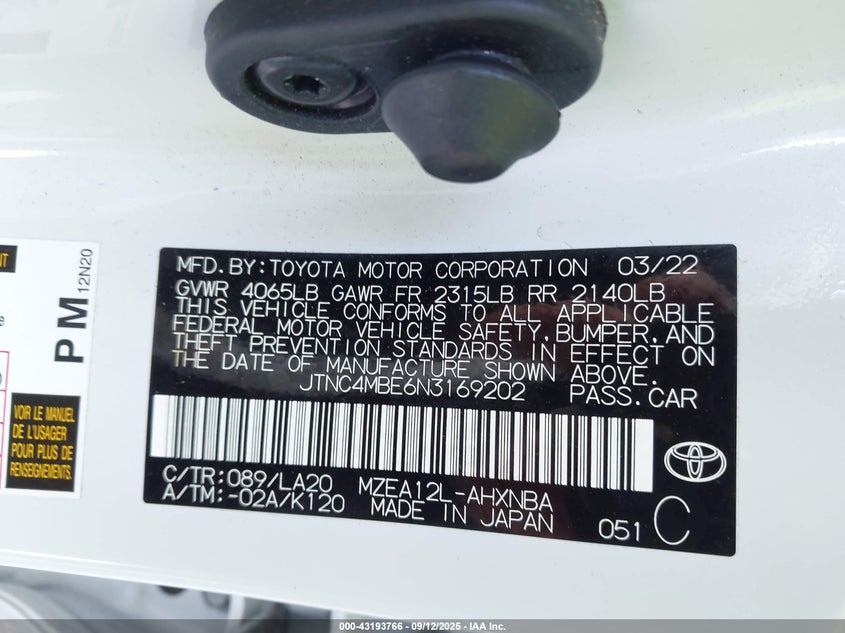 NT
PM
12N20
e
VOIR LE MANUEL
DE L'USAGER
POUR PLUS DE
RENSEIGNEMENTS.
MFD. BY: TOYOTA MOTOR CORPORATION 03/22
GVWR 4065LB GAWR FR 2315LB RR 2140LB
THIS VEHICLE CONFORMS TO ALL APPLICABLE
FEDERAL MOTOR VEHICLE SAFETY, BUMPER, AND
THEFT PREVENTION STANDARDS IN EFFECT ON
THE DATE OF MANUFACTURE SHOWN ABOVE.
JTNC4MBE6N3169202 PASS. CAR
C/TR: 089/LA20 MZEA12L-AHXNBA
A/TM: -02A/K120 MADE IN JAPAN 051 C
000-43193766 - 09/12/2025 - IAA Inc.